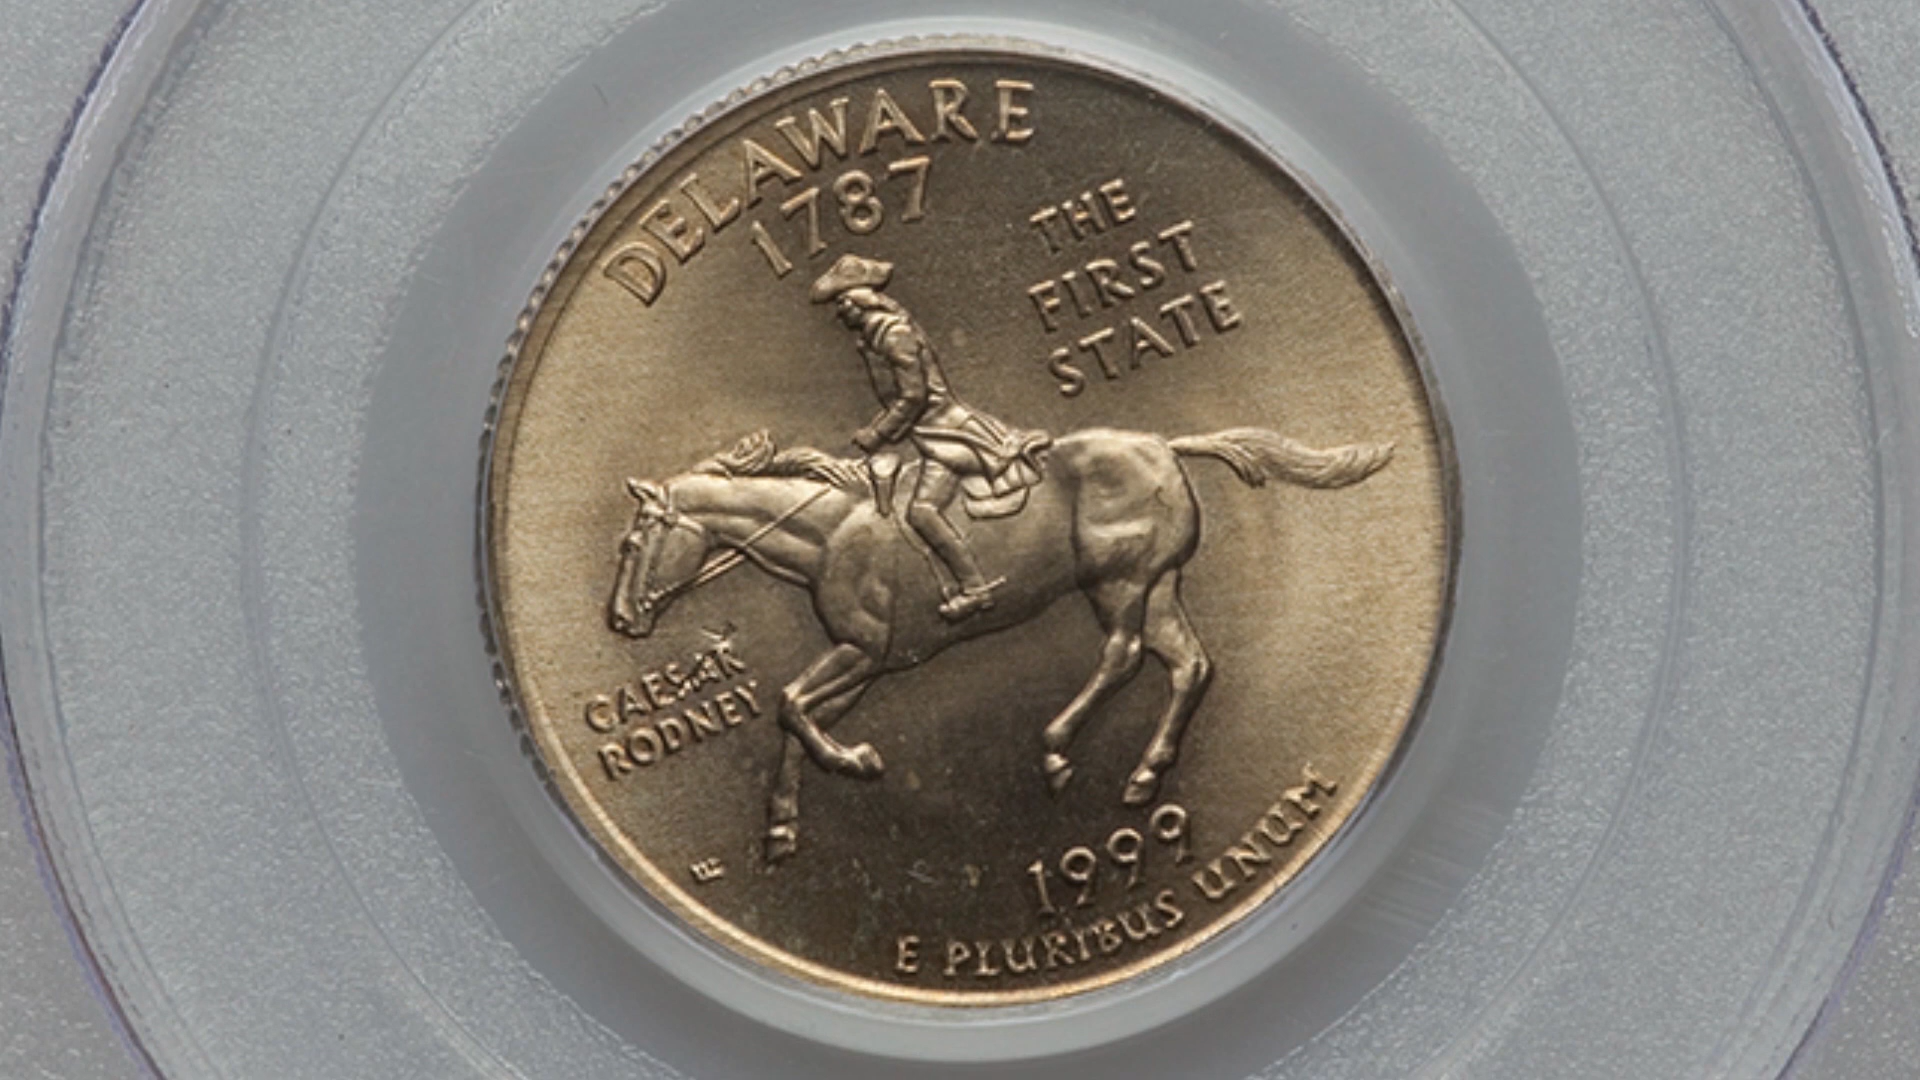 DELAWARE
1787
THE
FIRST
STATE
CAESAR
RODNEY
1999
E PLURIBUS UNUM